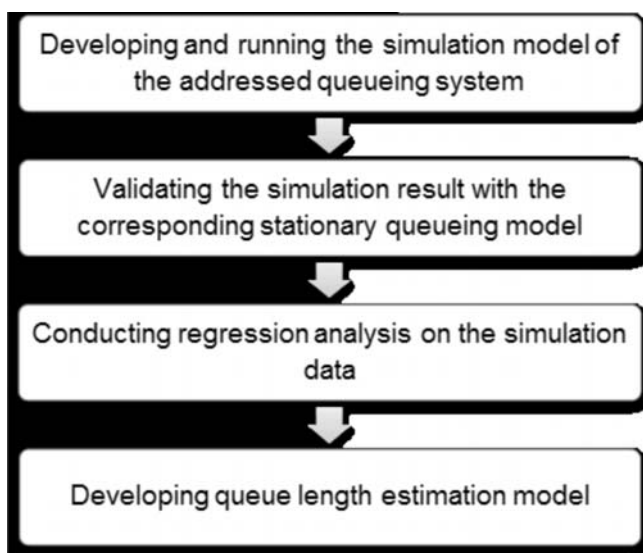 Developing and running the simulation model of
the addressed queueing system
Validating the simulation result with the
corresponding stationary queueing model
Conducting regression analysis on the simulation
data
Developing queue length estimation model